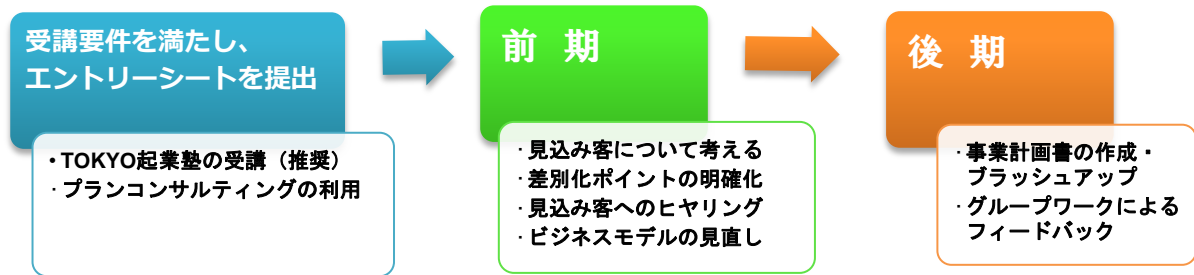 受講要件を満たし、
エントリーシートを提出
・TOKYO起業塾の受講（推奨）
・プランコンサルティングの利用
前 期
・見込み客について考える
・差別化ポイントの明確化
・見込み客へのヒヤリング
・ビジネスモデルの見直し
後 期
・事業計画書の作成・
ブラッシュアップ
・グループワークによる
フィードバック